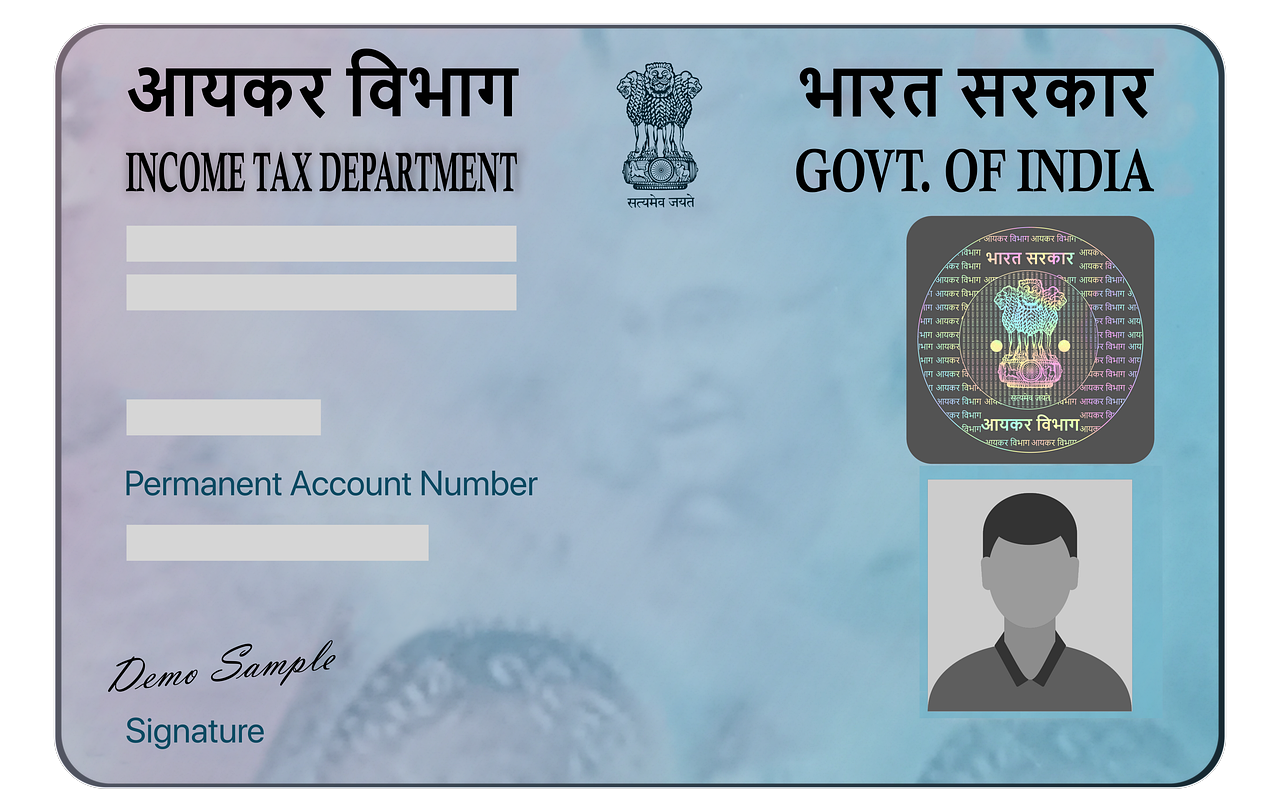 आयकर विभाग
INCOME TAX DEPARTMENT
सत्यमेव जयते
भारत सरकार
GOVT. OF INDIA
आयकर विभाग आयकर विभाग
भारत सरकार
सत्यमेव जयते
आयकर विभाग
आयकर विभाग आयकर विभाग
Permanent Account Number
Demo Sample
Signature